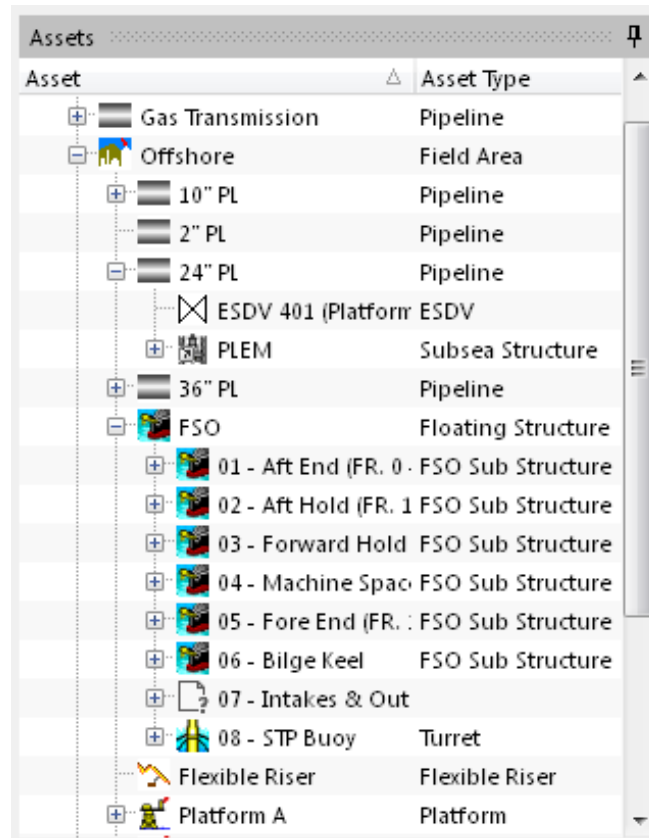 Assets
Asset Asset Type
Gas Transmission Pipeline
Offshore Field Area
10" PL Pipeline
2" PL Pipeline
24" PL Pipeline
ESDV 401 (Platform ESDV
PLEM Subsea Structure
36" PL Pipeline
FSO Floating Structure
01 - Aft End (FR. 0 - FSO Sub Structure
02 - Aft Hold (FR. 1 FSO Sub Structure
03 - Forward Hold FSO Sub Structure
04 - Machine Spac FSO Sub Structure
05 - Fore End (FR. FSO Sub Structure
06 - Bilge Keel FSO Sub Structure
07 - Intakes & Out
08 - STP Buoy Turret
Flexible Riser Flexible Riser
Platform A Platform